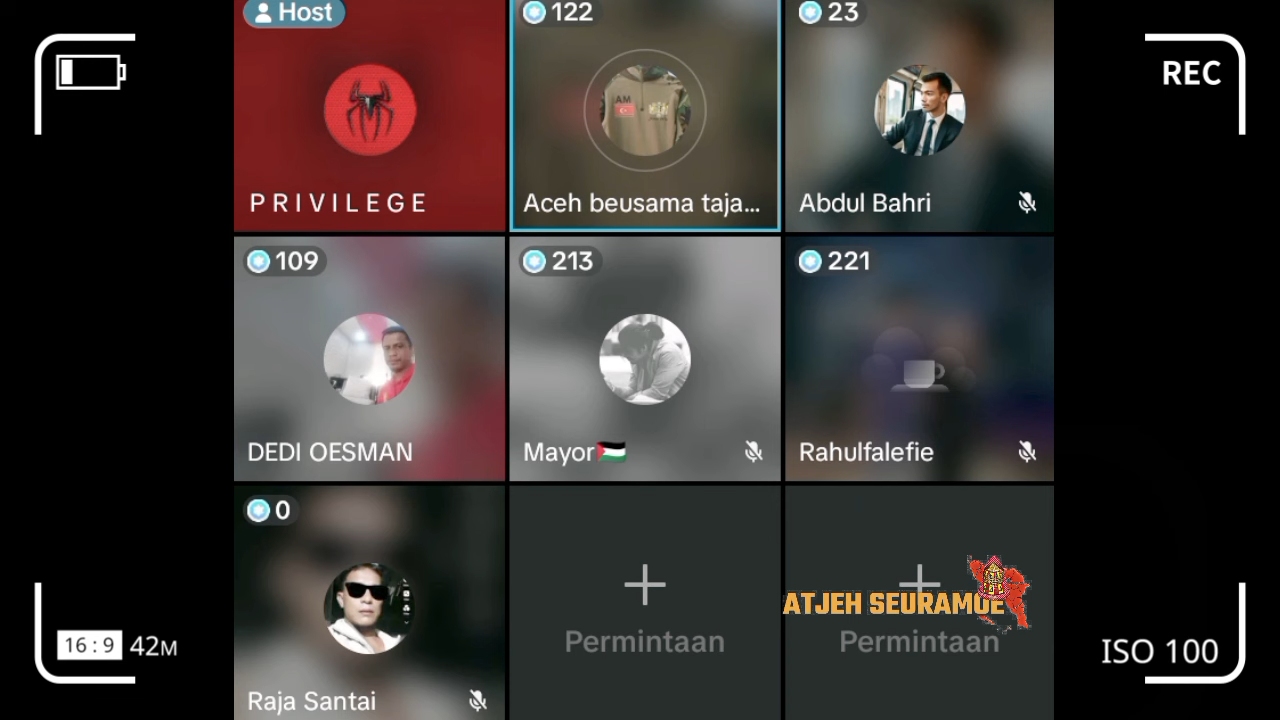 Host
122
23
REC
AM
P R I V I L E G E
Aceh beusama taja...
Abdul Bahri
109
213
221
DEDI OESMAN
Mayor🇵🇸
Rahulfalefie
0
ATJEH SEURAMOE
Permintaan
Permintaan
16 : 9 42M
ISO 100
Raja Santai